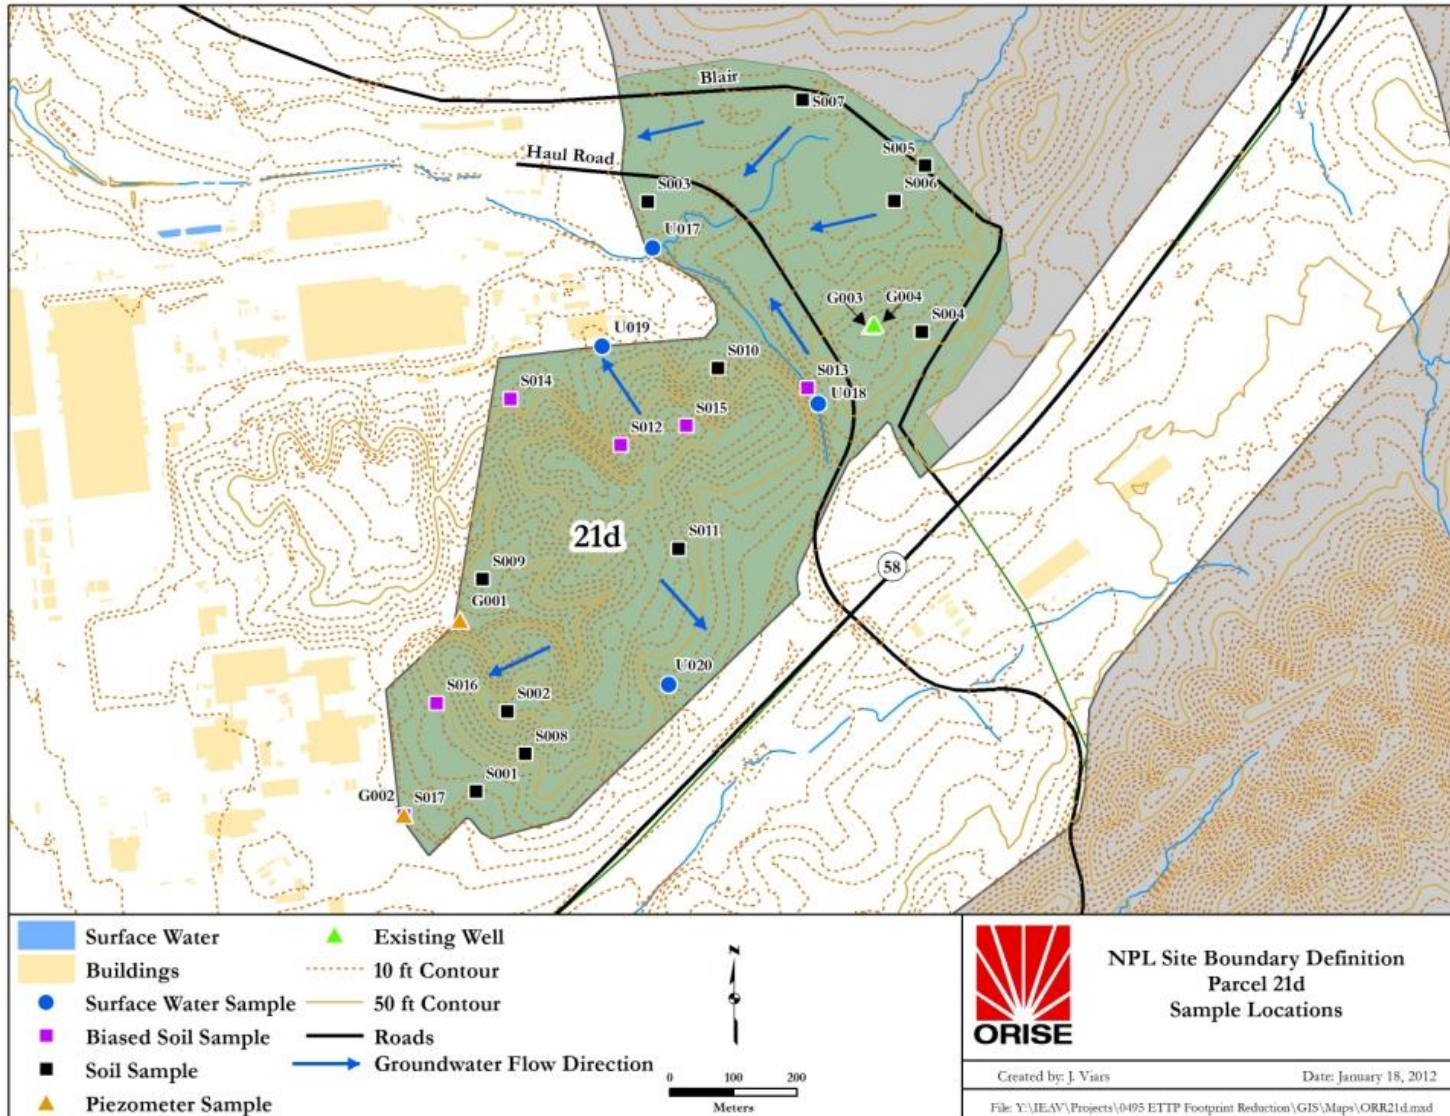 Blair
S007
Haul Road
S005
S006
S003
U017
G003
G004
S004
U019
S010
S013
U018
S014
S015
S012
21d
S011
S009
G001
58
U020
S016
S002
S008
S001
G002
S017
Surface Water
Buildings
Surface Water Sample
Biased Soil Sample
Soil Sample
Piezometer Sample
Existing Well
10 ft Contour
50 ft Contour
Roads
Groundwater Flow Direction
N
0 100 200
Meters
ORISE
NPL Site Boundary Definition
Parcel 21d
Sample Locations
Created by: J. Viars
Date: January 18, 2012
File: Y:\IEAV\Projects\0495 ETTP Footprint Reduction\GIS\Maps\ORR21d.mxd